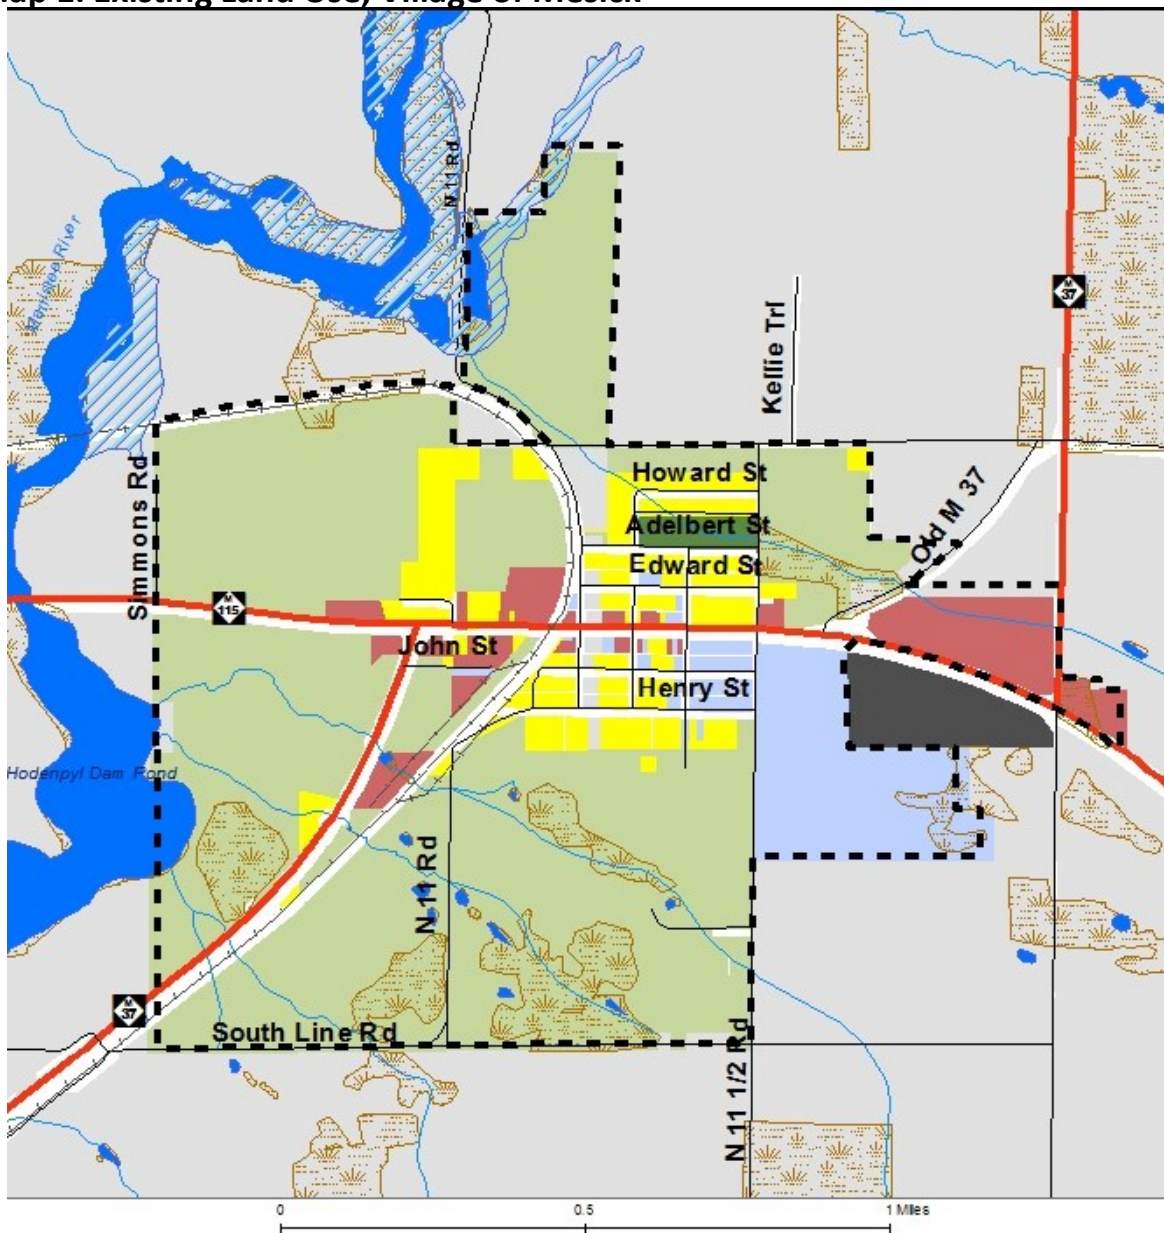 Map 2: Existing Land Use, Village of Mesick
N 11 Rd
Manistee River
M
37
Kellie Trl
Howard St
Simmons Rd
Adelbert St
Old M 37
Edward St
M
115
John St
Henry St
Hodenpyl Dam Pond
N 11 Rd
M
37
South Line Rd
N 11 1/2 Rd
0
0.5
1 Miles